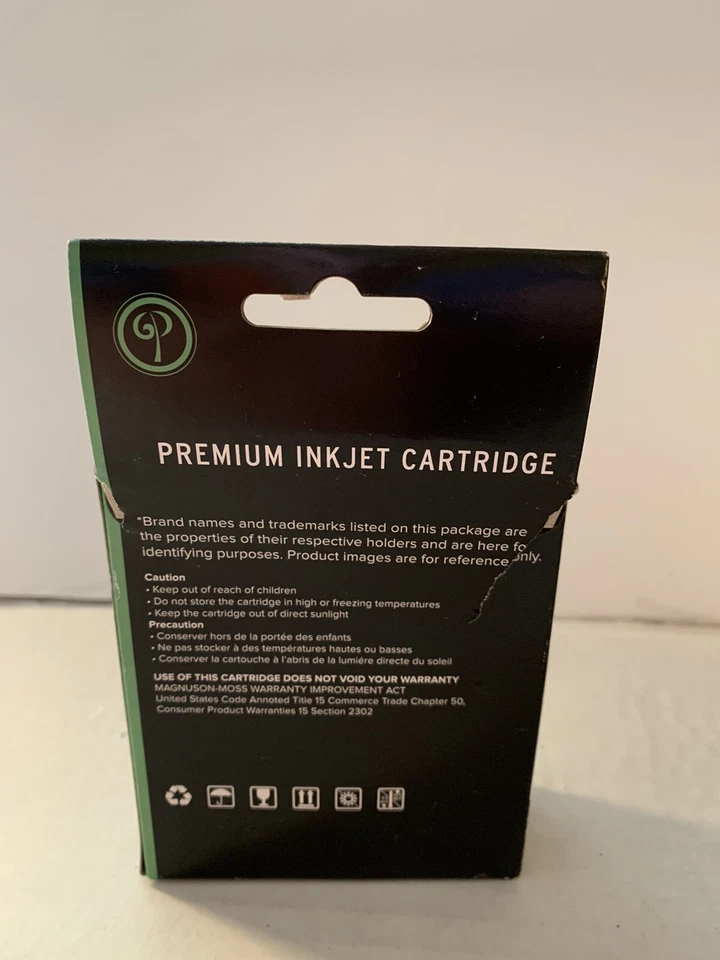 PREMIUM INKJET CARTRIDGE
*Brand names and trademarks listed on this package are
the properties of their respective holders and are here fo
identifying purposes. Product images are for reference only.
Caution
• Keep out of reach of children
• Do not store the cartridge in high or freezing temperatures
• Keep the cartridge out of direct sunlight
Precaution
• Conserver hors de la portée des enfants
• Ne pas stocker à des températures hautes ou basses
• Conserver la cartouche à l'abris de la lumière directe du soleil
USE OF THIS CARTRIDGE DOES NOT VOID YOUR WARRANTY
MAGNUSON-MOSS WARRANTY IMPROVEMENT ACT
United States Code Annoted Title 15 Commerce Trade Chapter 50,
Consumer Product Warranties 15 Section 2302